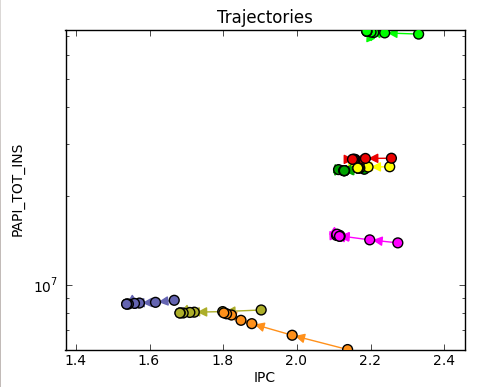 Trajectories
PAPI_TOT_INS
10^7
1.4 1.6 1.8 2.0 2.2 2.4
IPC